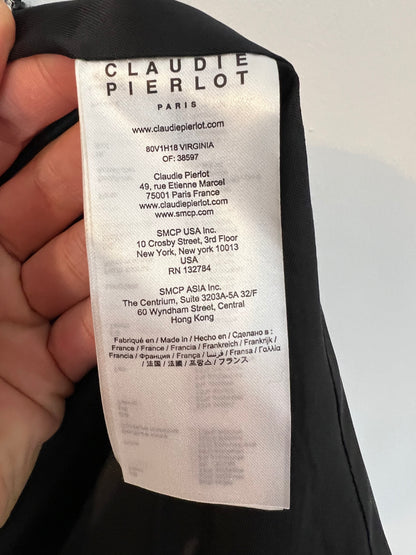 CLAUDIE
PIERLOT
PARIS
www.claudiepierlot.com
80V1H18 VIRGINIA
OF: 38597
Claudie Pierlot
49, rue Etienne Marcel
75001 Paris France
www.claudiepierlot.com
www.smcp.com
SMCP USA Inc.
10 Crosby Street, 3rd Floor
New York, New york 10013
USA
RN 132784
SMCP ASIA Inc.
The Centrium, Suite 3203A-5A 32/F
60 Wyndham Street, Central
Hong Kong
Fabriqué en / Made in / Hecho en / Сделано в :
France / France / Francia / Frankreich / Frankrijk /
Francia / Франция / França / فرنسا / Fransa / Γαλλία
/ 法国 / 法國 / 프랑스 / フランス